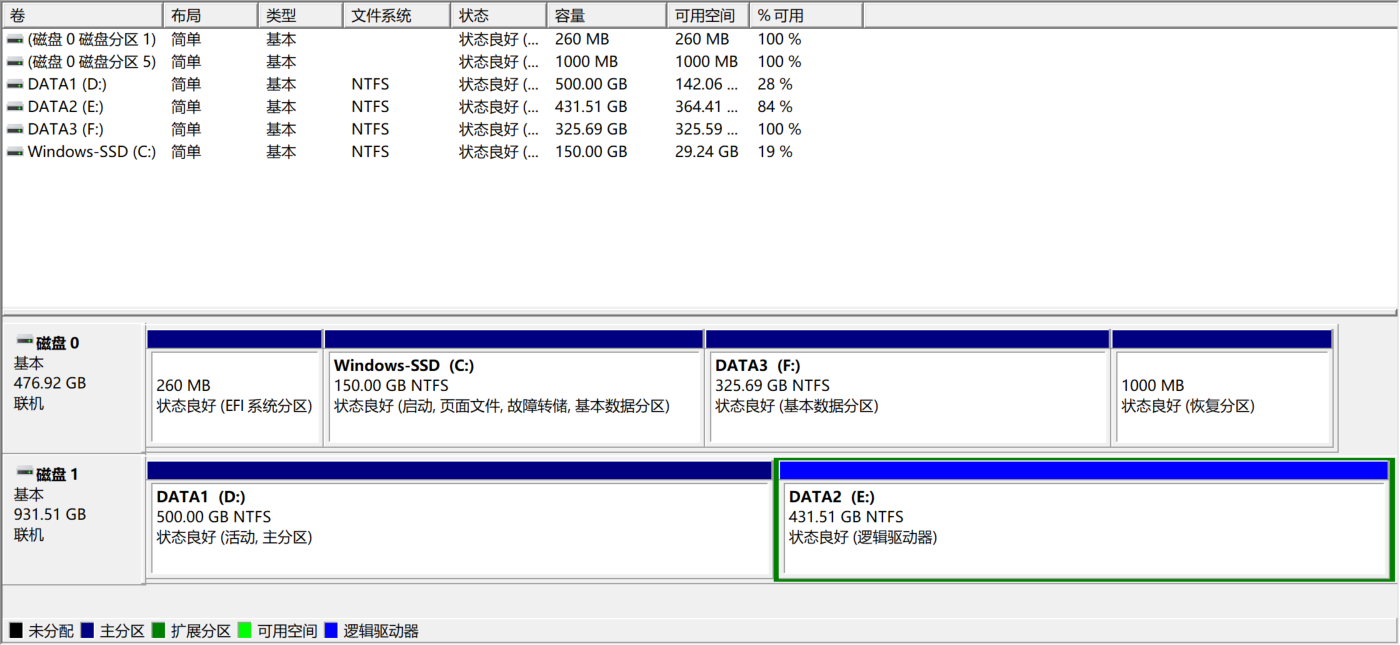 卷 布局 类型 文件系统 状态 容量 可用空间 % 可用
(磁盘 0 磁盘分区 1) 简单 基本 状态良好 (... 260 MB 260 MB 100 %
(磁盘 0 磁盘分区 5) 简单 基本 状态良好 (... 1000 MB 1000 MB 100 %
DATA1 (D:) 简单 基本 NTFS 状态良好 (... 500.00 GB 142.06 ... 28 %
DATA2 (E:) 简单 基本 NTFS 状态良好 (... 431.51 GB 364.41 ... 84 %
DATA3 (F:) 简单 基本 NTFS 状态良好 (... 325.69 GB 325.59 ... 100 %
Windows-SSD (C:) 简单 基本 NTFS 状态良好 (... 150.00 GB 29.24 GB 19 %
磁盘 0
基本
476.92 GB
联机
260 MB
状态良好 (EFI 系统分区)
Windows-SSD (C:)
150.00 GB NTFS
状态良好 (启动, 页面文件, 故障转储, 基本数据分区)
DATA3 (F:)
325.69 GB NTFS
状态良好 (基本数据分区)
1000 MB
状态良好 (恢复分区)
磁盘 1
基本
931.51 GB
联机
DATA1 (D:)
500.00 GB NTFS
状态良好 (活动, 主分区)
DATA2 (E:)
431.51 GB NTFS
状态良好 (逻辑驱动器)
未分配 主分区 扩展分区 可用空间 逻辑驱动器